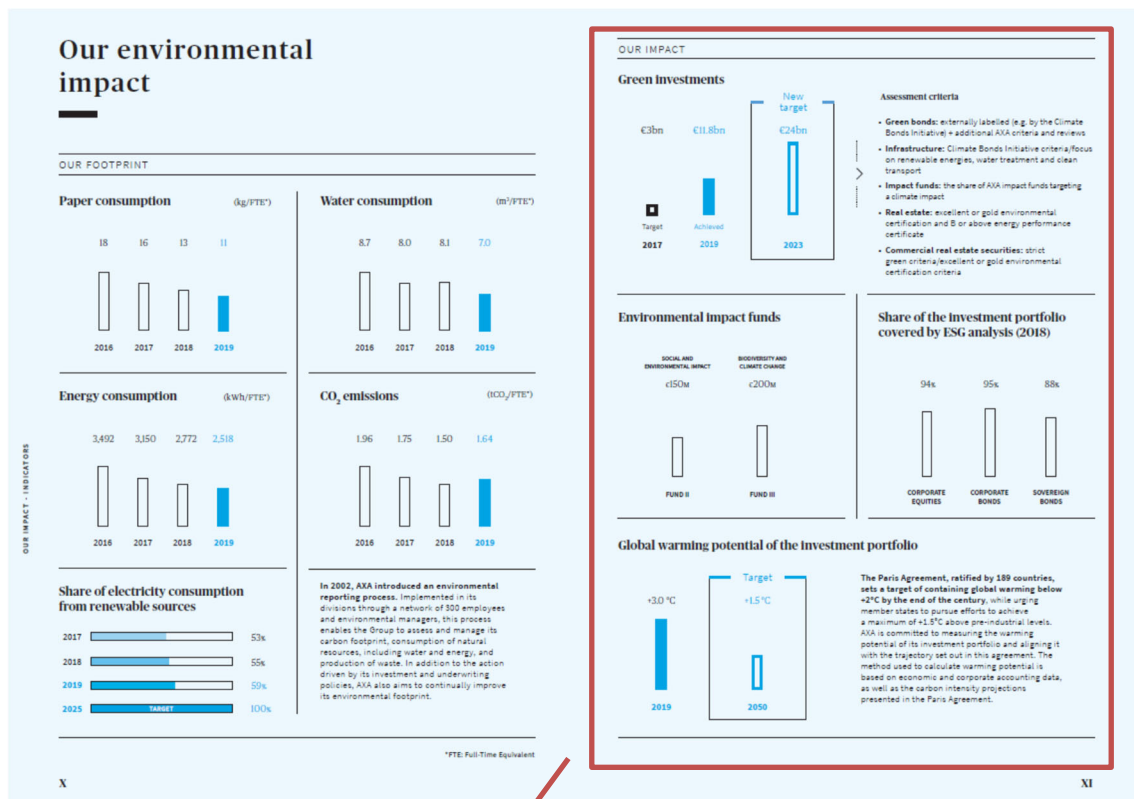 Our environmental
impact
OUR FOOTPRINT
Paper consumption (kg/FTE*)
18 16 13 11
2016 2017 2018 2019
Water consumption (m³/FTE*)
8.7 8.0 8.1 7.0
2016 2017 2018 2019
Energy consumption (kWh/FTE*)
3,492 3,150 2,772 2,518
2016 2017 2018 2019
CO₂ emissions (tCO₂/FTE*)
1.96 1.75 1.50 1.64
2016 2017 2018 2019
Share of electricity consumption
from renewable sources
2017 53%
2018 55%
2019 59%
2025 TARGET 100%
In 2002, AXA introduced an environmental
reporting process. Implemented in its
divisions through a network of 300 employees
and environmental managers, this process
enables the Group to assess and manage its
carbon footprint, consumption of natural
resources, including water and energy, and
production of waste. In addition to the action
driven by its investment and underwriting
policies, AXA also aims to continually improve
its environmental footprint.
*FTE: Full-Time Equivalent
OUR IMPACT - INDICATORS
X
OUR IMPACT
Green investments
New
target
€3bn €11.8bn €24bn
Target Achieved
2017 2019 2023
Assessment criteria
• Green bonds: externally labelled (e.g. by the Climate
Bonds Initiative) + additional AXA criteria and reviews
• Infrastructure: Climate Bonds Initiative criteria/focus
on renewable energies, water treatment and clean
transport
• Impact funds: the share of AXA impact funds targeting
a climate impact
• Real estate: excellent or gold environmental
certification and B or above energy performance
certificate
• Commercial real estate securities: strict
green criteria/excellent or gold environmental
certification criteria
Environmental impact funds
SOCIAL AND
ENVIRONMENTAL IMPACT
€150M
FUND II
BIODIVERSITY AND
CLIMATE CHANGE
€200M
FUND III
Share of the investment portfolio
covered by ESG analysis (2018)
94% 95% 88%
CORPORATE
EQUITIES
CORPORATE
BONDS
SOVEREIGN
BONDS
Global warming potential of the investment portfolio
Target
+3.0 °C +1.5 °C
2019 2050
The Paris Agreement, ratified by 189 countries,
sets a target of containing global warming below
+2°C by the end of the century, while urging
member states to pursue efforts to achieve
a maximum of +1.5°C above pre-industrial levels.
AXA is committed to measuring the warming
potential of its investment portfolio and aligning it
with the trajectory set out in this agreement. The
method used to calculate warming potential is
based on economic and corporate accounting data,
as well as the carbon intensity projections
presented in the Paris Agreement.
XI